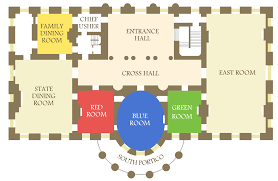 FAMILY
DINING
ROOM
CHIEF
USHER
ENTRANCE
HALL
CROSS HALL
EAST ROOM
STATE
DINING
ROOM
RED
ROOM
BLUE
ROOM
GREEN
ROOM
SOUTH PORTICO